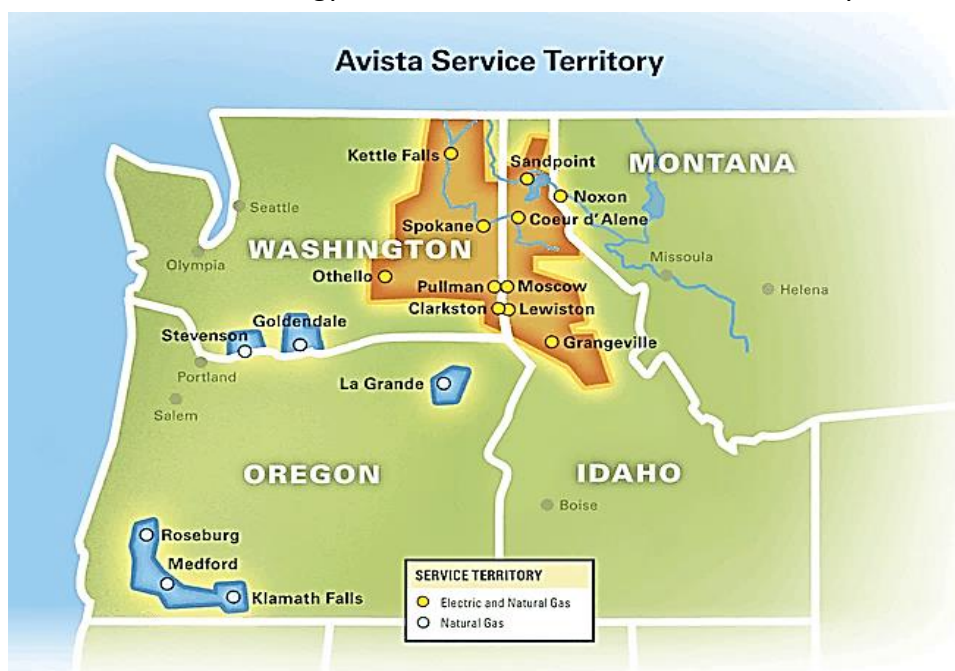 Avista Service Territory
Kettle Falls
Sandpoint
MONTANA
Noxon
Seattle
Spokane
Coeur d'Alene
WASHINGTON
Olympia
Othello
Missoula
Pullman
Moscow
Helena
Clarkston
Lewiston
Goldendale
Stevenson
Grangeville
Portland
La Grande
Salem
OREGON
IDAHO
Boise
Roseburg
Medford
Klamath Falls
SERVICE TERRITORY
Electric and Natural Gas
Natural Gas